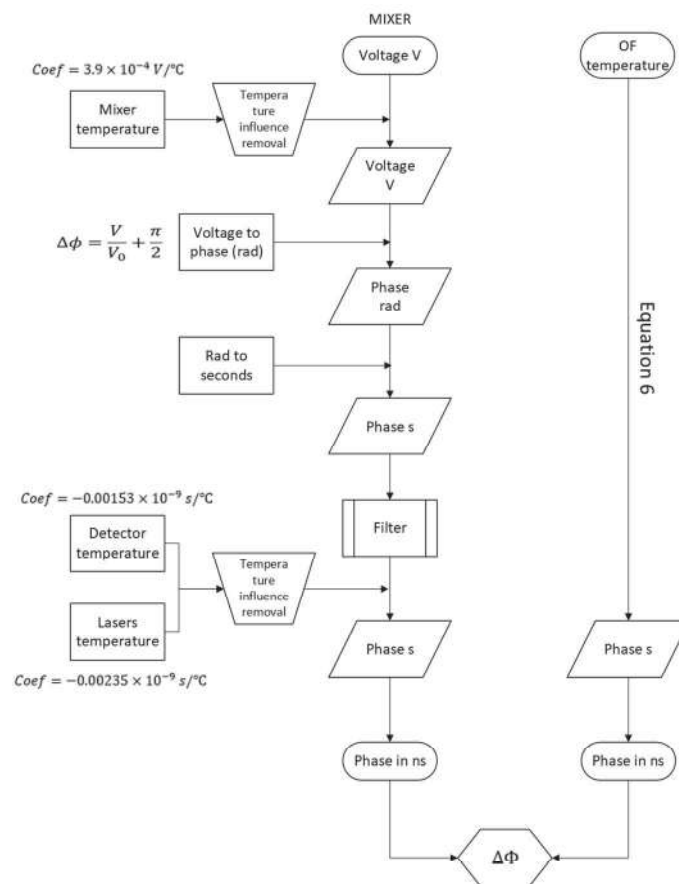 MIXER
Voltage V
OF
temperature
Coef = 3.9 × 10⁻⁴ V/°C
Mixer
temperature
Tempera
ture
influence
removal
Voltage
V
Δϕ = V/V₀ + π/2
Voltage to
phase (rad)
Phase
rad
Equation 6
Rad to
seconds
Phase s
Coef = −0.00153 × 10⁻⁹ s/°C
Detector
temperature
Filter
Tempera
ture
influence
removal
Lasers
temperature
Coef = −0.00235 × 10⁻⁹ s/°C
Phase s
Phase s
Phase in ns
Phase in ns
ΔΦ